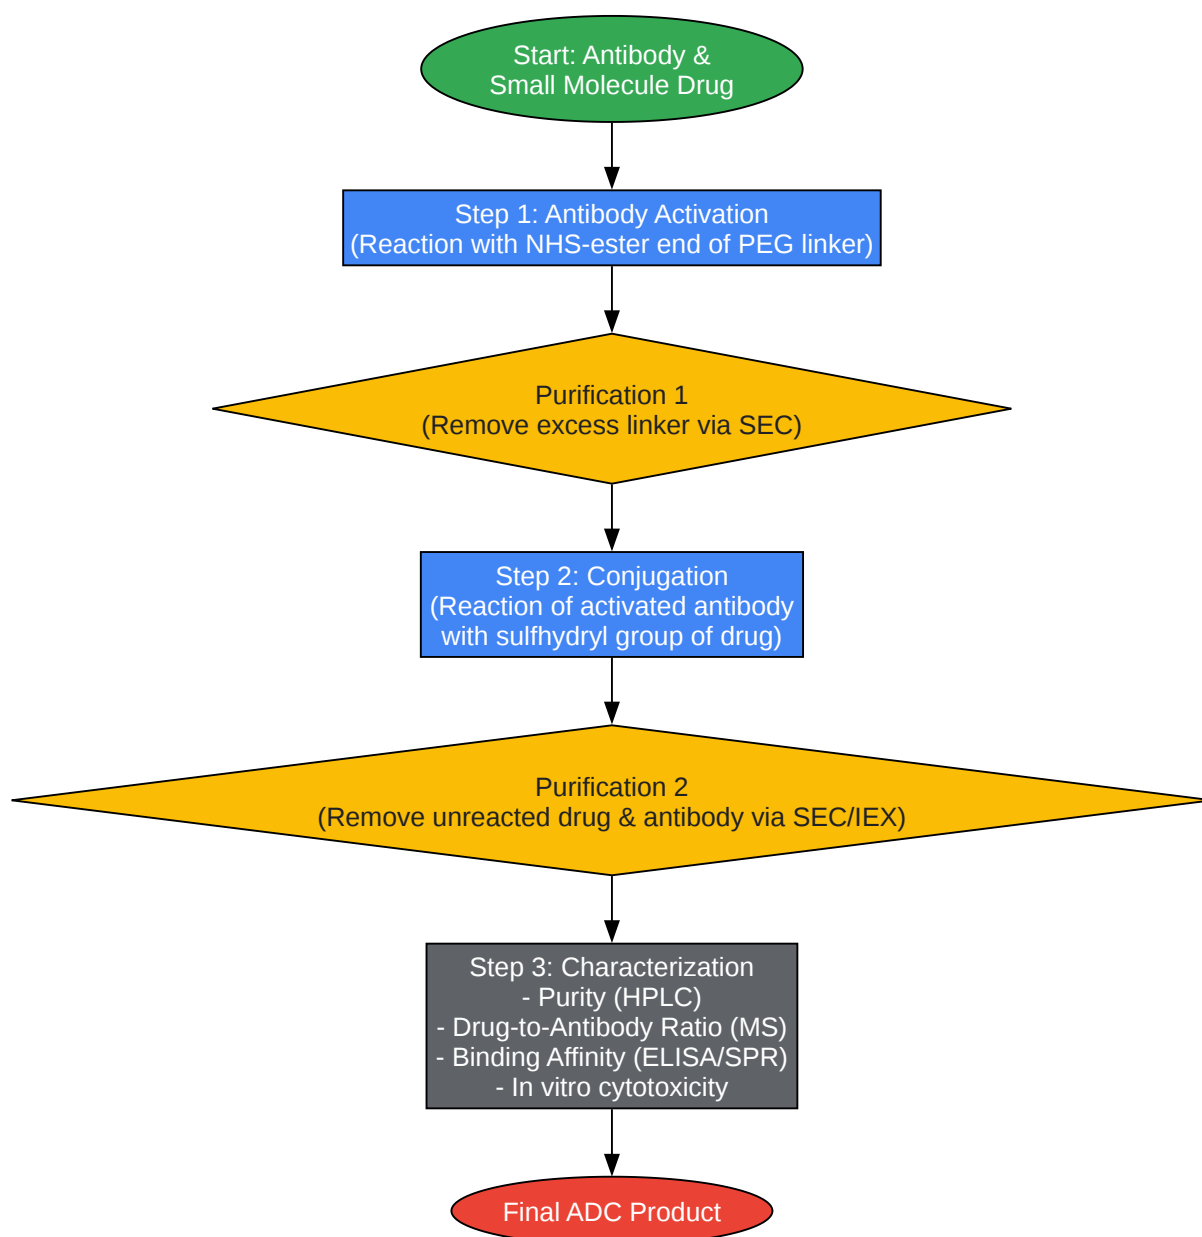 Start: Antibody &
Small Molecule Drug
Step 1: Antibody Activation
(Reaction with NHS-ester end of PEG linker)
Purification 1
(Remove excess linker via SEC)
Step 2: Conjugation
(Reaction of activated antibody
with sulfhydryl group of drug)
Purification 2
(Remove unreacted drug & antibody via SEC/IEX)
Step 3: Characterization
- Purity (HPLC)
- Drug-to-Antibody Ratio (MS)
- Binding Affinity (ELISA/SPR)
- In vitro cytotoxicity
Final ADC Product